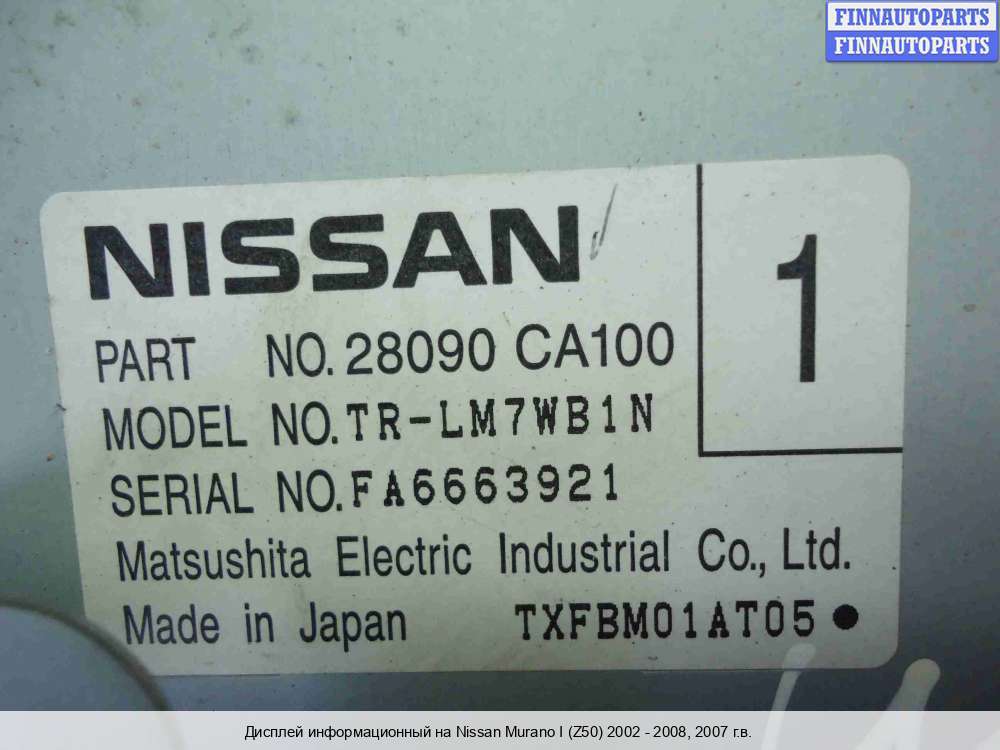 FINNAUTOPARTS
FINNAUTOPARTS
NISSAN
1
PART NO. 28090 CA100
MODEL NO. TR-LM7WB1N
SERIAL NO. FA6663921
Matsushita Electric Industrial Co., Ltd.
Made in Japan TXFBM01AT05●
Дисплей информационный на Nissan Murano I (Z50) 2002 - 2008, 2007 г.в.